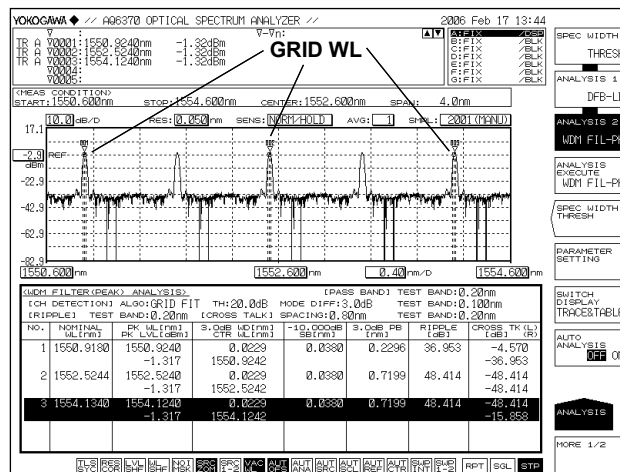 YOKOGAWA ◆ // AQ6370 OPTICAL SPECTRUM ANALYZER // 2006 Feb 17 13:44
∇ ∇-∇n:
TR A ∇0001:1550.9240nm -1.32dBm
TR A ∇0002:1552.5240nm -1.32dBm
TR A ∇0003:1554.1240nm -1.32dBm
∇0004:
∇0005:
A:FIX /DSP
B:FIX /BLK
C:FIX /BLK
D:FIX /BLK
E:FIX /BLK
F:FIX /BLK
G:FIX /BLK
GRID WL
<MEAS CONDITION>
START:1550.600nm STOP:1554.600nm CENTER:1552.600nm SPAN: 4.0nm
10.0 dB/D RES:0.050 nm SENS:NORM/HOLD AVG: 1 SMPL: 2001(MANU)
17.1
-2.9 REF
dBm
-22.9
-42.9
-62.9
-82.9
1550.600nm 1552.600nm 0.40nm/D 1554.600nm
<WDM FILTER(PEAK) ANALYSIS> [PASS BAND] TEST BAND:0.20nm
[CH DETECTION] ALGO:GRID FIT TH:20.0dB MODE DIFF:3.0dB TEST BAND:0.100nm
[RIPPLE] TEST BAND:0.20nm [CROSS TALK] SPACING:0.80nm TEST BAND:0.20nm
NO. NOMINAL WL[nm] PK WL[nm] PK LVL[dBm] 3.0dB WD[nm] CTR WL[nm] -10.000dB SB[nm] 3.0dB PB [nm] RIPPLE [dB] CROSS TK(L) [dB] (R)
1 1550.9180 1550.9240 0.0229 0.0380 0.2296 36.953 -4.570
-1.317 1550.9242 -36.953
2 1552.5244 1552.5240 0.0229 0.0380 0.7199 48.414 -48.414
-1.317 1552.5242 -48.414
3 1554.1340 1554.1240 0.0229 0.0380 0.7199 48.414 -48.414
-1.317 1554.1242 -15.858
SPEC WIDTH
THRESH
ANALYSIS 1
DFB-LD
ANALYSIS 2
WDM FIL-PK
ANALYSIS
EXECUTE
WDM FIL-PK
SPEC WIDTH
THRESH
PARAMETER
SETTING
SWITCH
DISPLAY
TRACE&TABLE
AUTO
ANALYSIS
OFF ON
ANALYSIS
MORE 1/2
RPT SGL STP